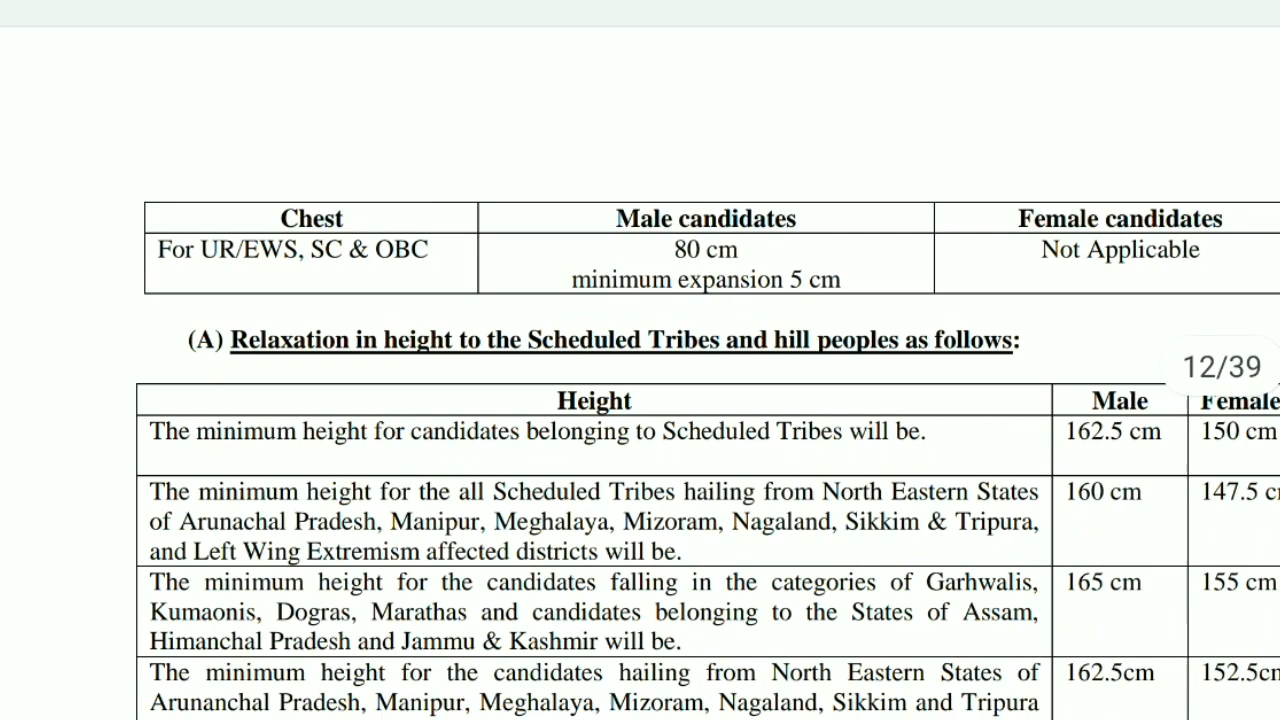 Chest Male candidates Female candidates
For UR/EWS, SC & OBC 80 cm Not Applicable
minimum expansion 5 cm
(A) Relaxation in height to the Scheduled Tribes and hill peoples as follows:
12/39
Height Male Female
The minimum height for candidates belonging to Scheduled Tribes will be. 162.5 cm 150 cm
The minimum height for the all Scheduled Tribes hailing from North Eastern States 160 cm 147.5 c
of Arunachal Pradesh, Manipur, Meghalaya, Mizoram, Nagaland, Sikkim & Tripura,
and Left Wing Extremism affected districts will be.
The minimum height for the candidates falling in the categories of Garhwalis, 165 cm 155 cm
Kumaonis, Dogras, Marathas and candidates belonging to the States of Assam,
Himanchal Pradesh and Jammu & Kashmir will be.
The minimum height for the candidates hailing from North Eastern States of 162.5cm 152.5cm
Arunanchal Pradesh, Manipur, Meghalaya, Mizoram, Nagaland, Sikkim and Tripura